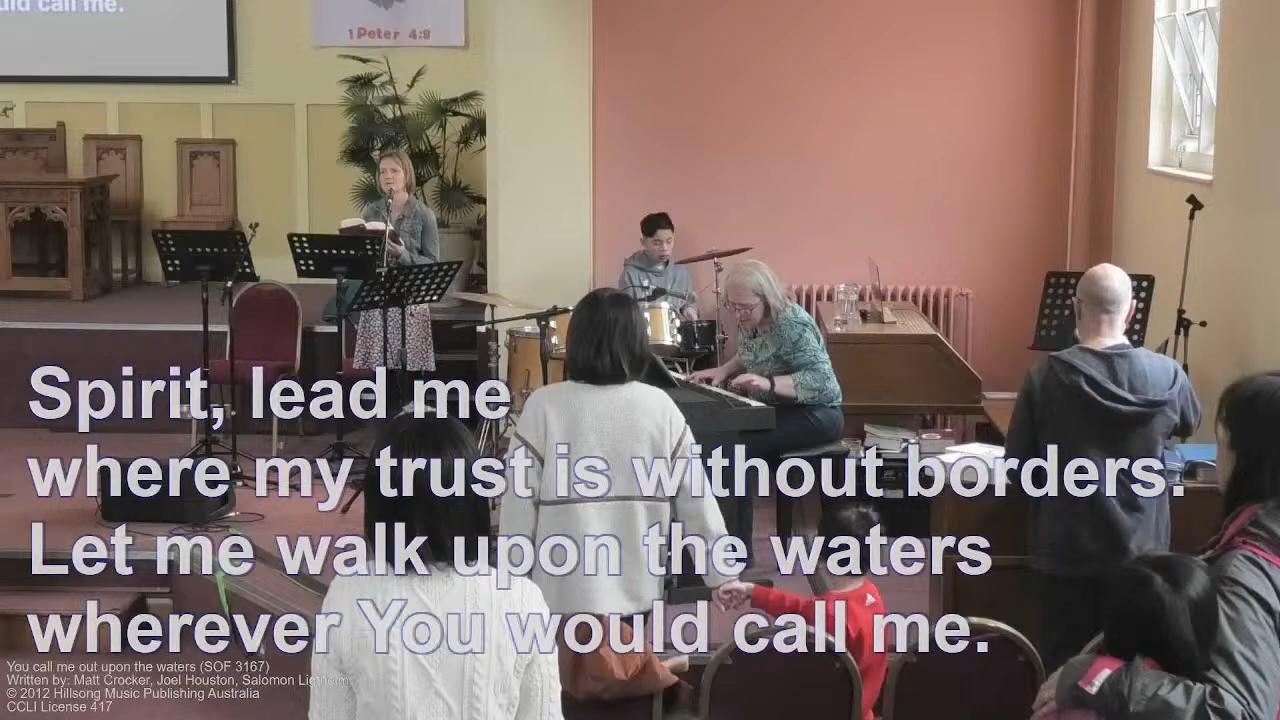 uld call me.
1 Peter 4:8
Spirit, lead me
where my trust is without borders.
Let me walk upon the waters
wherever You would call me.
You call me out upon the waters (SOF 3167)
Written by: Matt Crocker, Joel Houston, Salomon
© 2012 Hillsong Music Publishing Australia
CCLI License 417